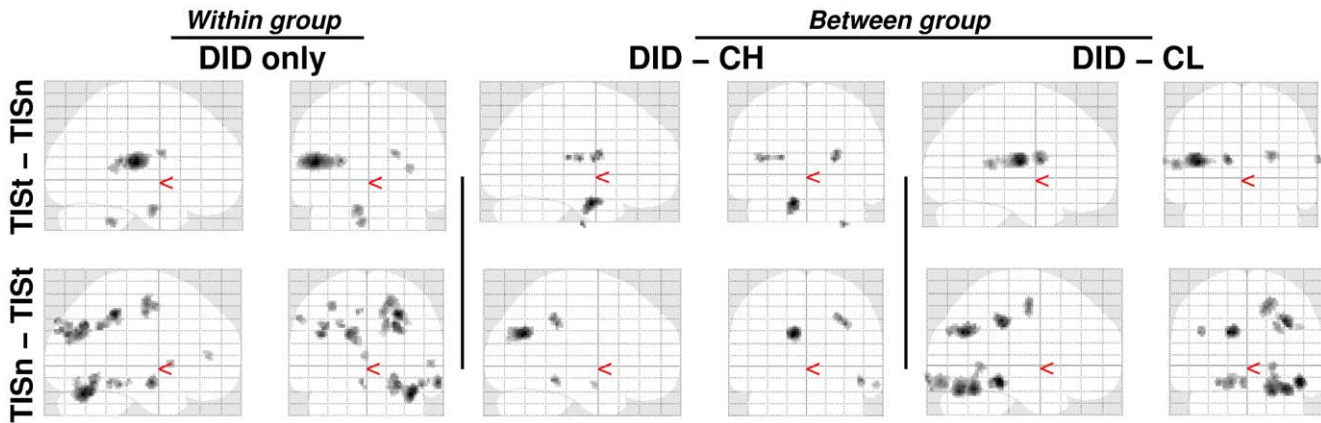 Within group
Between group
DID only
DID – CH
DID – CL
TISt – TISn
<
<
<
<
<
<
TISn – TISt
<
<
<
<
<
<